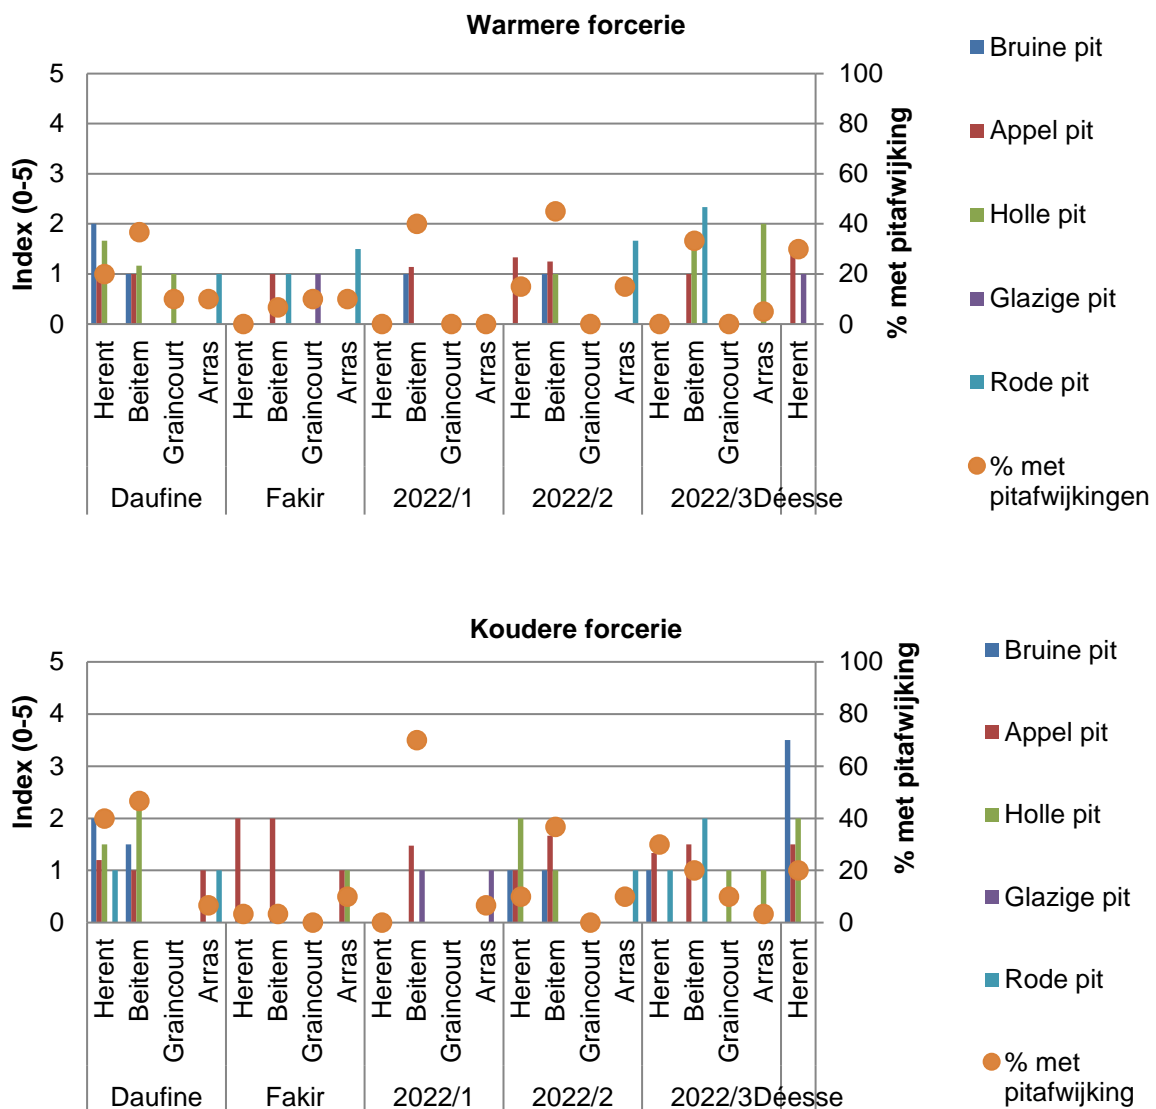 Warmere forcerie
Index (0-5)
5
4
3
2
1
0
100
80
60
40
20
0
% met pitafwijking
Herent Beitem Graincourt Arras Herent Beitem Graincourt Arras Herent Beitem Graincourt Arras Herent Beitem Graincourt Arras Herent Beitem Graincourt Arras Herent
Daufine Fakir 2022/1 2022/2 2022/3 Déesse
Bruine pit
Appel pit
Holle pit
Glazige pit
Rode pit
% met
pitafwijkingen
Koudere forcerie
Index (0-5)
5
4
3
2
1
0
100
80
60
40
20
0
% met pitafwijking
Herent Beitem Graincourt Arras Herent Beitem Graincourt Arras Herent Beitem Graincourt Arras Herent Beitem Graincourt Arras Herent Beitem Graincourt Arras Herent
Daufine Fakir 2022/1 2022/2 2022/3 Déesse
Bruine pit
Appel pit
Holle pit
Glazige pit
Rode pit
% met
pitafwijking